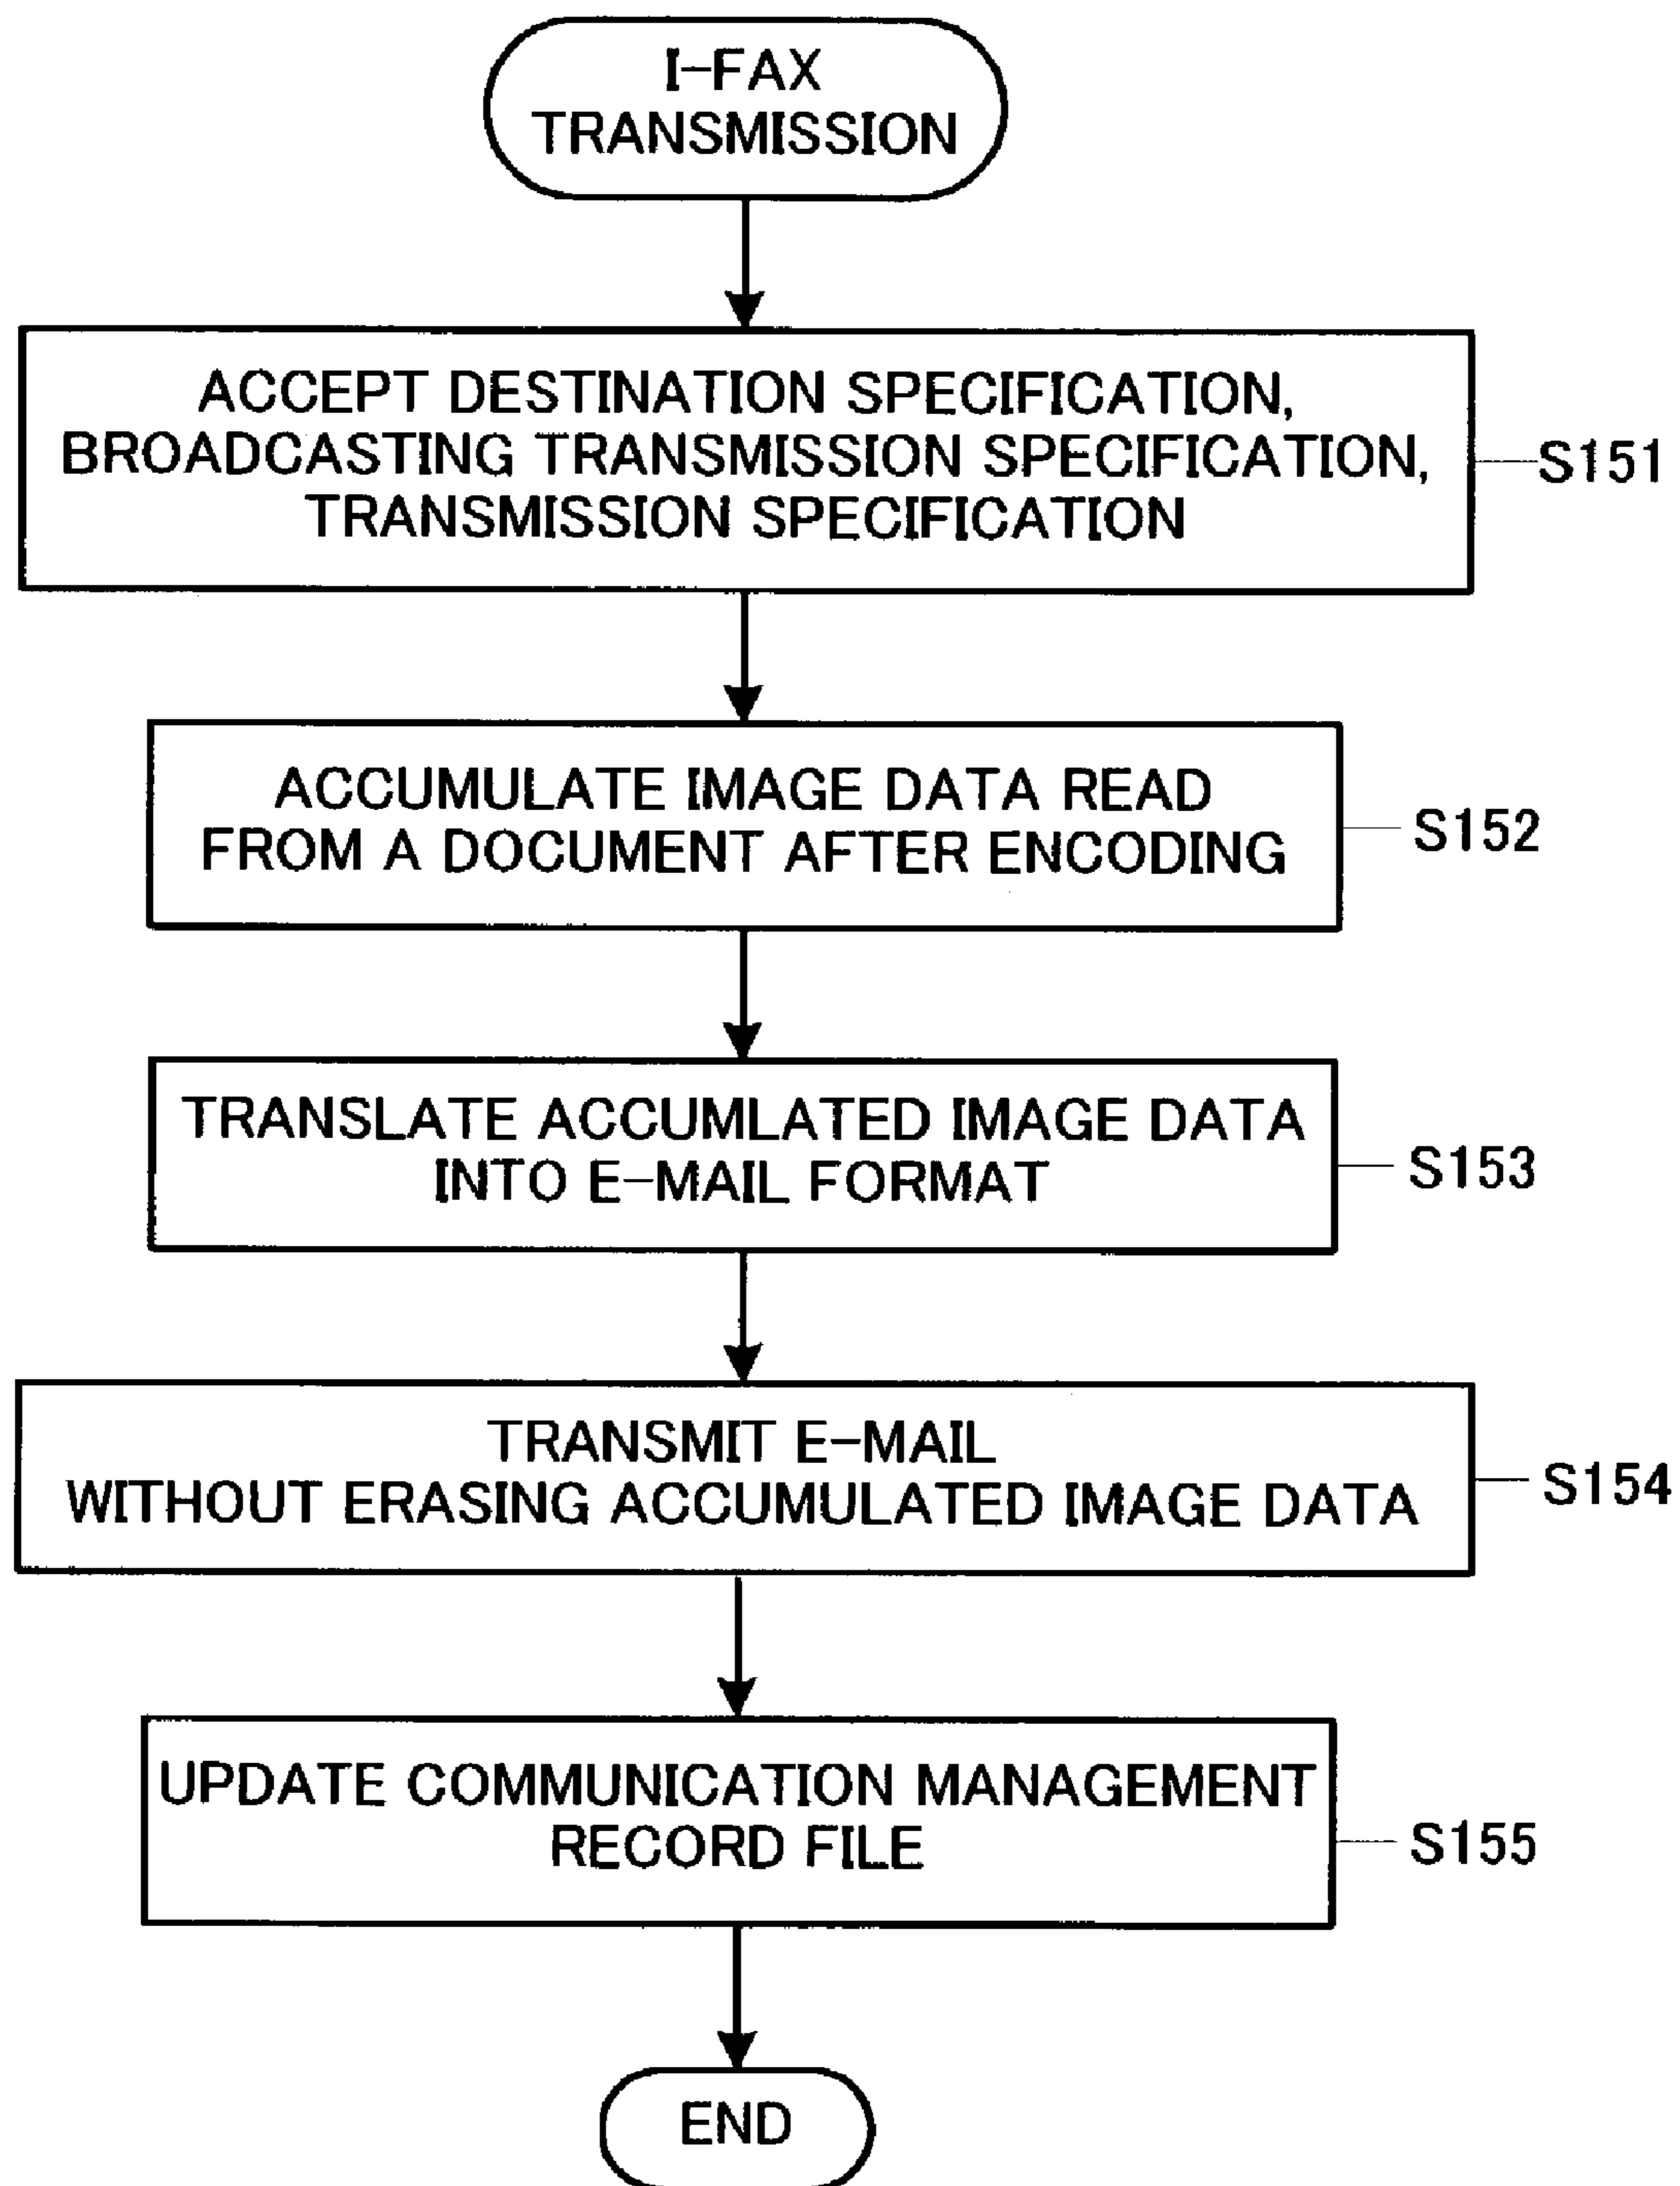 I-FAX
TRANSMISSION
ACCEPT DESTINATION SPECIFICATION,
BROADCASTING TRANSMISSION SPECIFICATION,
TRANSMISSION SPECIFICATION
S151
ACCUMULATE IMAGE DATA READ
FROM A DOCUMENT AFTER ENCODING
S152
TRANSLATE ACCUMLATED IMAGE DATA
INTO E-MAIL FORMAT
S153
TRANSMIT E-MAIL
WITHOUT ERASING ACCUMULATED IMAGE DATA
S154
UPDATE COMMUNICATION MANAGEMENT
RECORD FILE
S155
END